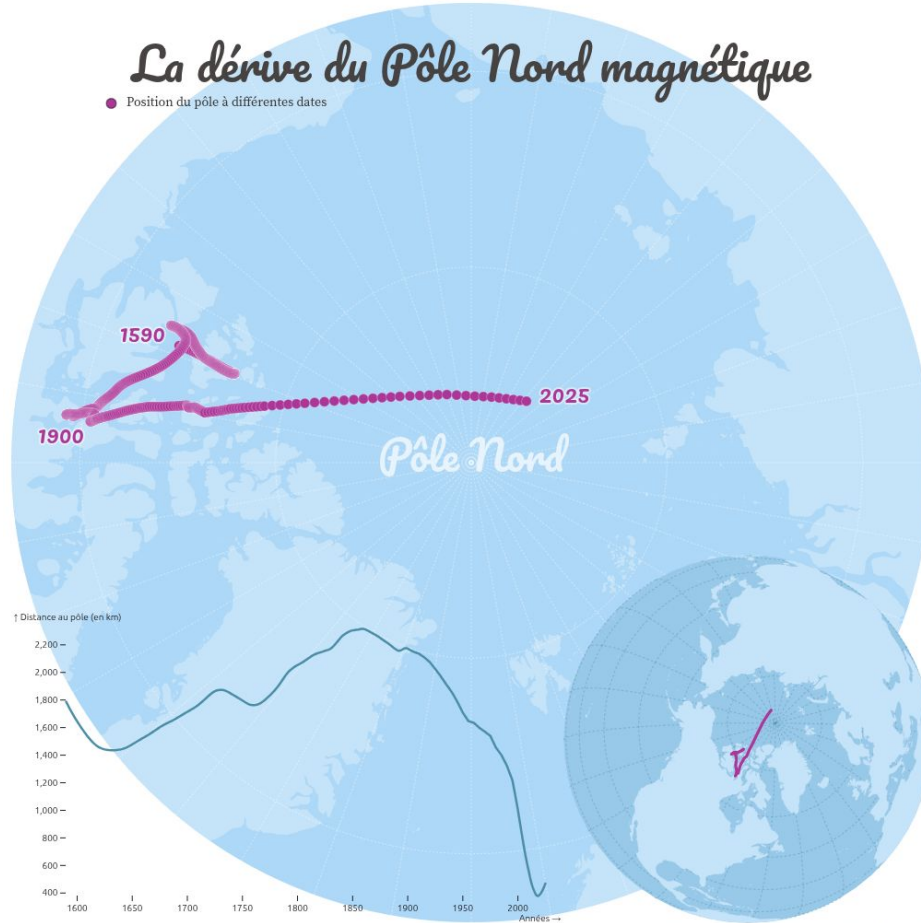 La dérive du Pôle Nord magnétique
Position du pôle à différentes dates
1590
2025
1900
Pôle Nord
↑ Distance au pôle (en km)
2,200
2,000
1,800
1,600
1,400
1,200
1,000
800
600
400
1600 1650 1700 1750 1800 1850 1900 1950 2000
Années →